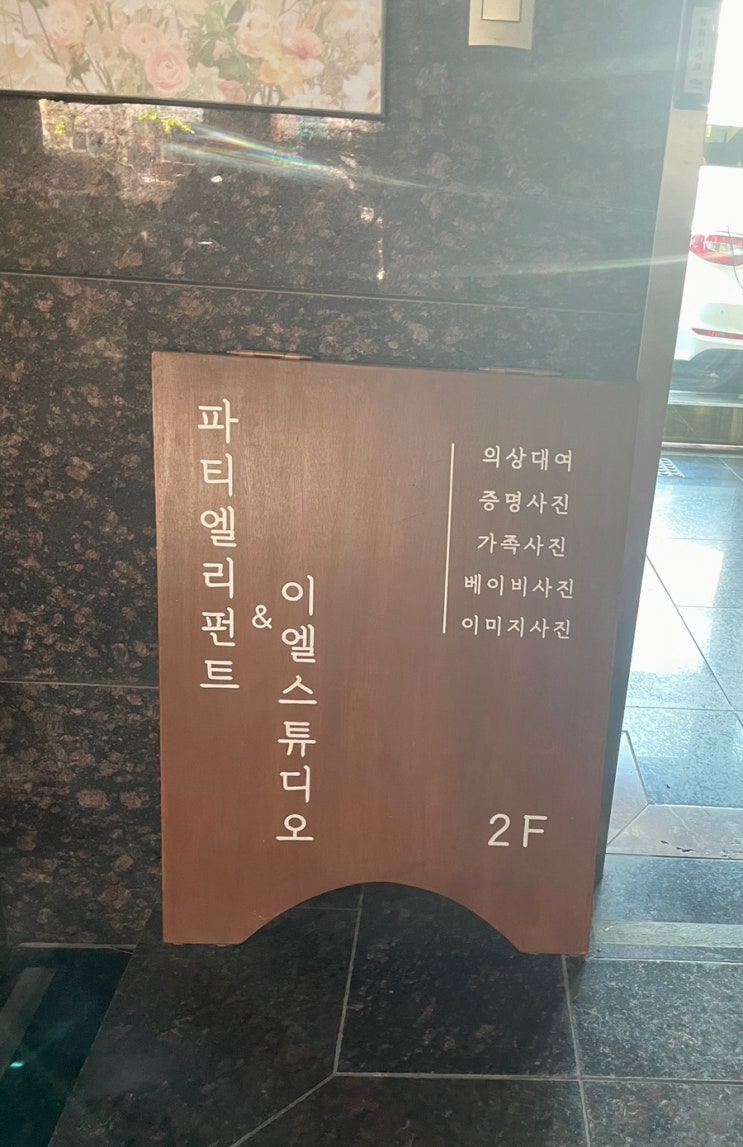 파티엘리펀트
&
이엘스튜디오
의상대여
증명사진
가족사진
베이비사진
이미지사진
2F